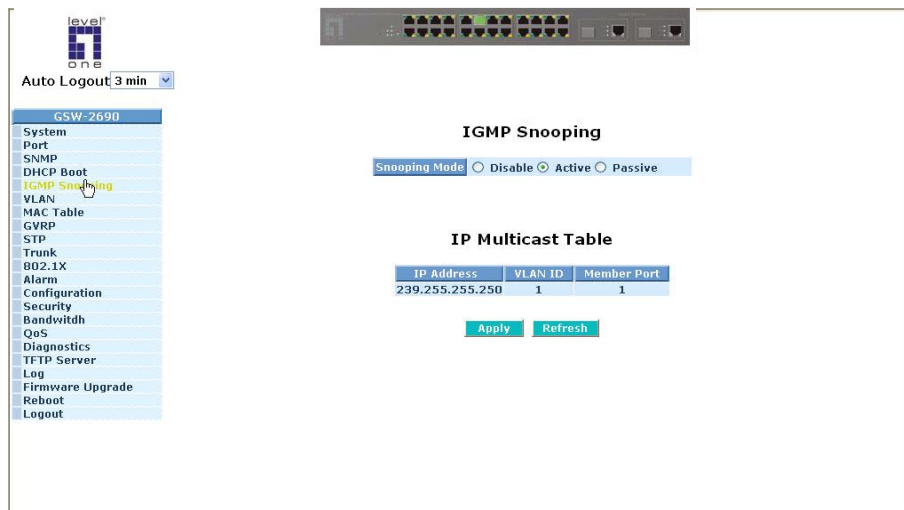 level
one
Auto Logout 3 min
GSW-2690
System
Port
SNMP
DHCP Boot
IGMP Snooping
VLAN
MAC Table
GVRP
STP
Trunk
802.1X
Alarm
Configuration
Security
Bandwitdh
QoS
Diagnostics
TFTP Server
Log
Firmware Upgrade
Reboot
Logout
IGMP Snooping
Snooping Mode Disable Active Passive
IP Multicast Table
IP Address VLAN ID Member Port
239.255.255.250 1 1
Apply Refresh